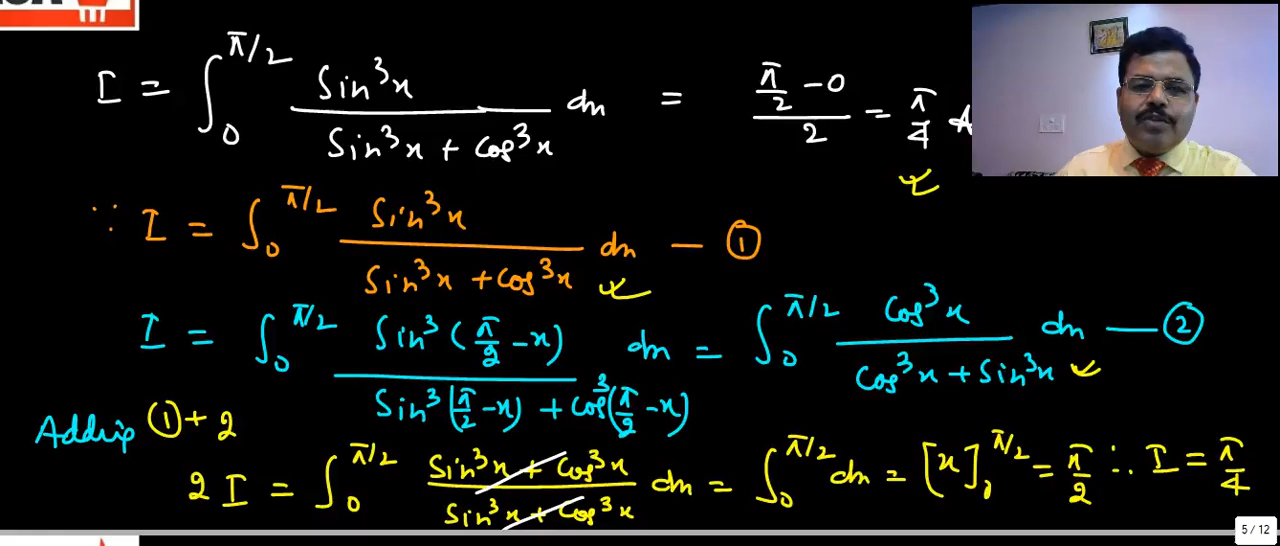 I = ∫₀^π/2 Sin³x / (Sin³x + Cos³x) dx = (π/2 - 0)/2 = π/4
∵ I = ∫₀^π/2 Sin³x / (Sin³x + Cos³x) dx — ①
I = ∫₀^π/2 Sin³(π/2 - x) / (Sin³(π/2 - x) + Cos³(π/2 - x)) dx = ∫₀^π/2 Cos³x / (Cos³x + Sin³x) dx — ②
Adding ① + 2
2I = ∫₀^π/2 (Sin³x + Cos³x) / (Sin³x + Cos³x) dx = ∫₀^π/2 dx = [x]₀^π/2 = π/2 ∴ I = π/4
5 / 12